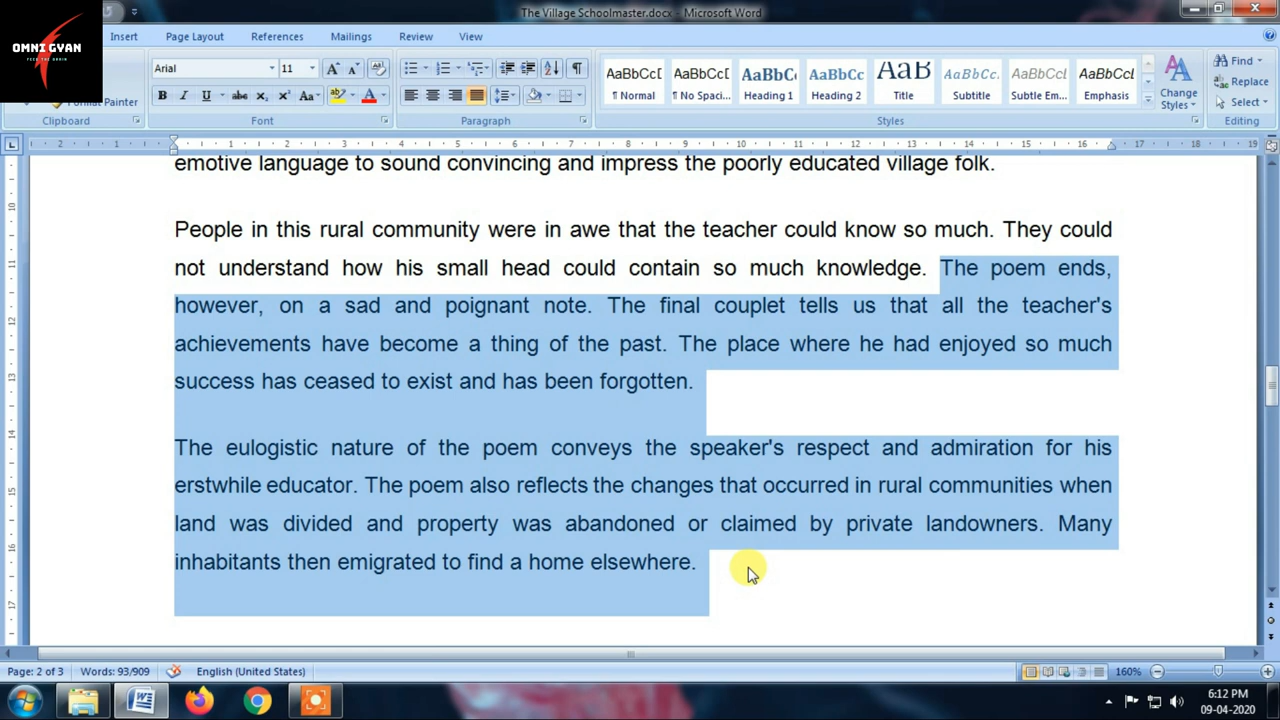 The Village Schoolmaster.docx - Microsoft Word
OMNI GYAN
FEED THE BRAIN
Insert Page Layout References Mailings Review View
Format Painter
Arial 11
AaBbCcI AaBbCcI AaBbCc AaBbCc AaB AaBbCc. AaBbCcI AaBbCcI
¶ Normal ¶ No Spaci... Heading 1 Heading 2 Title Subtitle Subtle Em... Emphasis
Change Styles
Find
Replace
Select
Clipboard Font Paragraph Styles Editing
emotive language to sound convincing and impress the poorly educated village folk.
People in this rural community were in awe that the teacher could know so much. They could
not understand how his small head could contain so much knowledge. The poem ends,
however, on a sad and poignant note. The final couplet tells us that all the teacher's
achievements have become a thing of the past. The place where he had enjoyed so much
success has ceased to exist and has been forgotten.
The eulogistic nature of the poem conveys the speaker's respect and admiration for his
erstwhile educator. The poem also reflects the changes that occurred in rural communities when
land was divided and property was abandoned or claimed by private landowners. Many
inhabitants then emigrated to find a home elsewhere.
Page: 2 of 3 Words: 93/909 English (United States) 160%
6:12 PM
09-04-2020